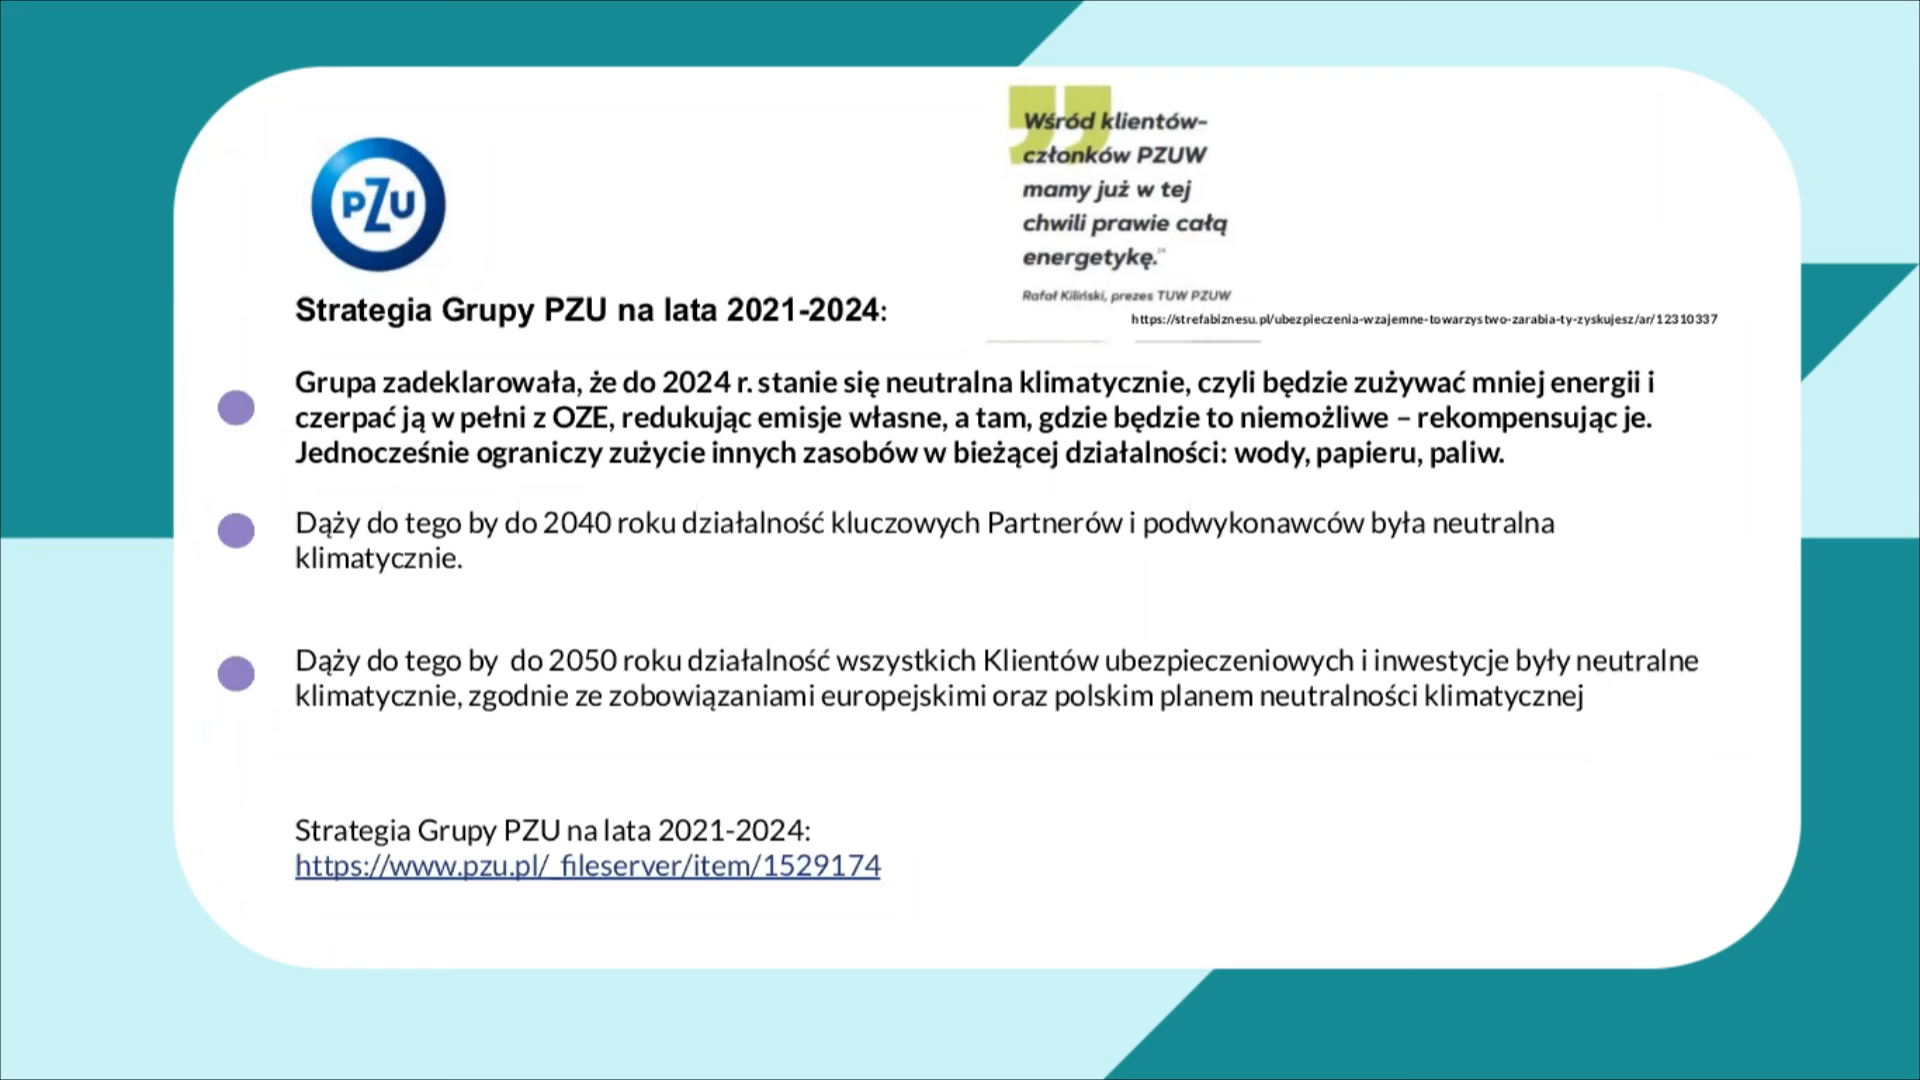 PZU
Wśród klientów-
członków PZUW
mamy już w tej
chwili prawie całą
energetykę."
Rafał Kiliński, prezes TUW PZUW
Strategia Grupy PZU na lata 2021-2024:
https://strefabiznesu.pl/ubezpieczenia-wzajemne-towarzystwo-zarabia-ty-zyskujesz/ar/12310337
Grupa zadeklarowała, że do 2024 r. stanie się neutralna klimatycznie, czyli będzie zużywać mniej energii i
czerpać ją w pełni z OZE, redukując emisje własne, a tam, gdzie będzie to niemożliwe – rekompensując je.
Jednocześnie ograniczy zużycie innych zasobów w bieżącej działalności: wody, papieru, paliw.
Dąży do tego by do 2040 roku działalność kluczowych Partnerów i podwykonawców była neutralna
klimatycznie.
Dąży do tego by do 2050 roku działalność wszystkich Klientów ubezpieczeniowych i inwestycje były neutralne
klimatycznie, zgodnie ze zobowiązaniami europejskimi oraz polskim planem neutralności klimatycznej
Strategia Grupy PZU na lata 2021-2024:
https://www.pzu.pl/_fileserver/item/1529174